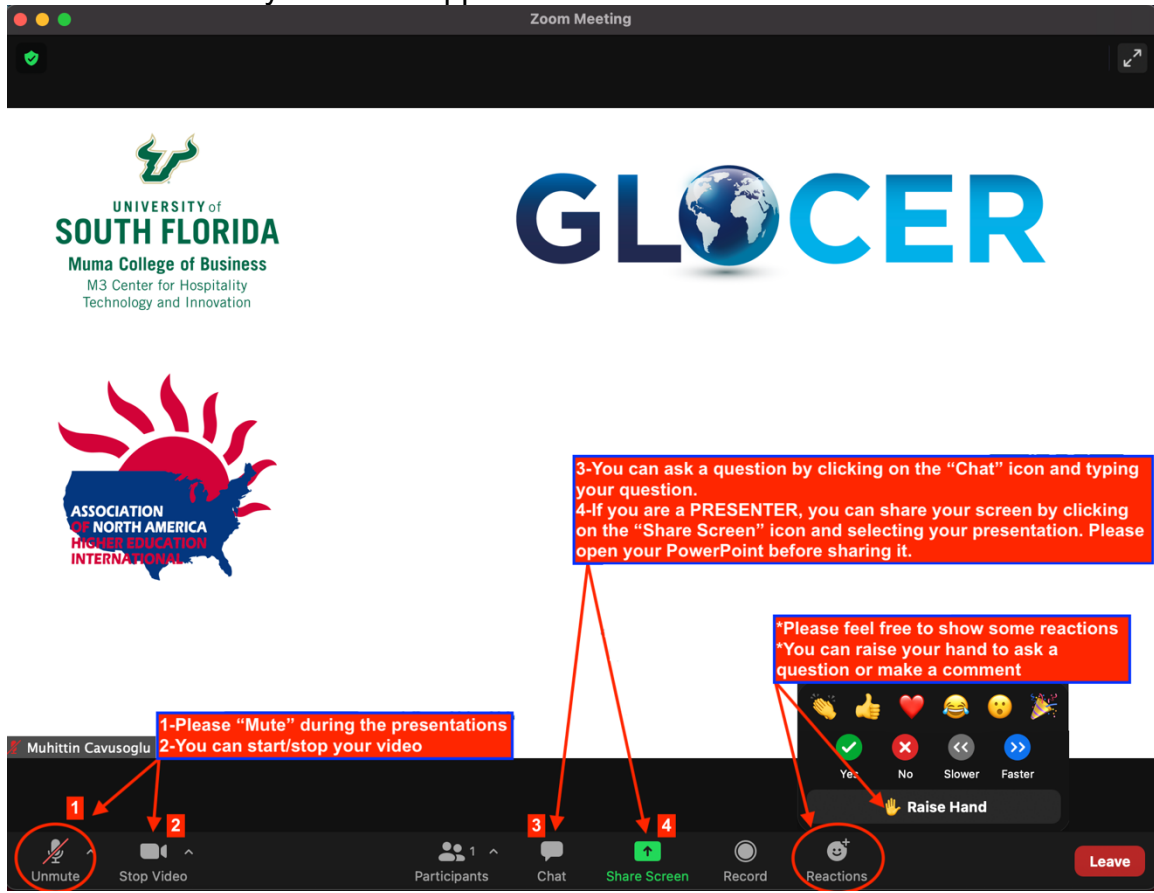 Zoom Meeting
UNIVERSITY of
SOUTH FLORIDA
Muma College of Business
M3 Center for Hospitality
Technology and Innovation
GLOCER
ASSOCIATION
OF NORTH AMERICA
HIGHER EDUCATION
INTERNATIONAL
3-You can ask a question by clicking on the “Chat” icon and typing
your question.
4-If you are a PRESENTER, you can share your screen by clicking
on the “Share Screen” icon and selecting your presentation. Please
open your PowerPoint before sharing it.
*Please feel free to show some reactions
*You can raise your hand to ask a
question or make a comment
1-Please “Mute” during the presentations
2-You can start/stop your video
Muhittin Cavusoglu
Yes No Slower Faster
Raise Hand
1 2 3 4
1
Unmute Stop Video Participants Chat Share Screen Record Reactions Leave